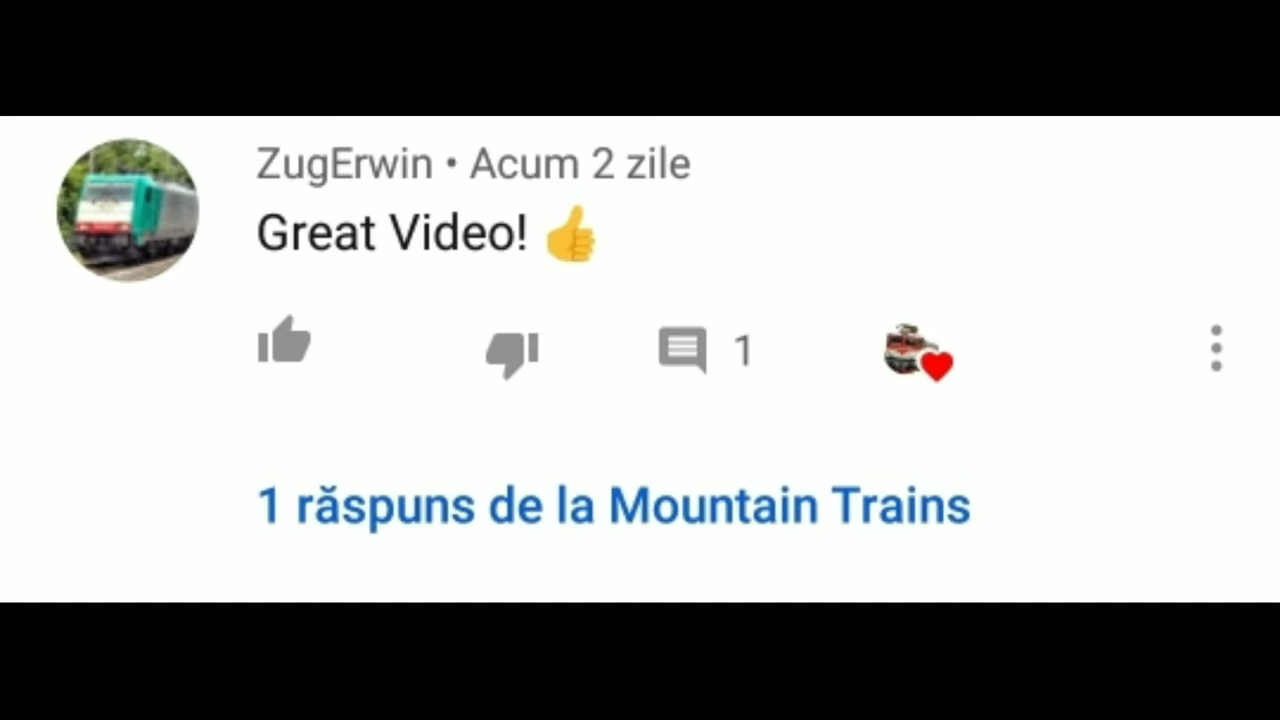 ZugErwin • Acum 2 zile
Great Video! 👍
1
1 răspuns de la Mountain Trains